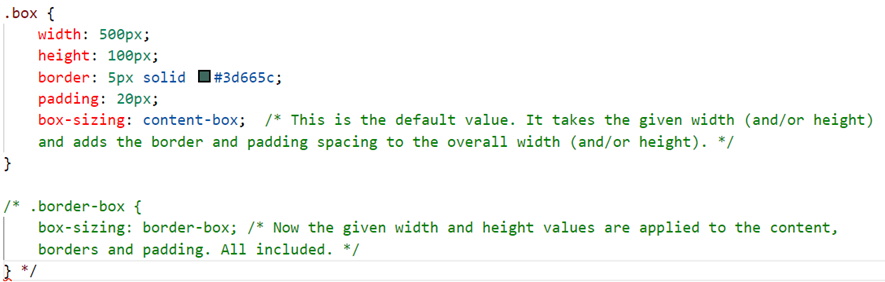 .box {
width: 500px;
height: 100px;
border: 5px solid #3d665c;
padding: 20px;
box-sizing: content-box;  /* This is the default value. It takes the given width (and/or height)
and adds the border and padding spacing to the overall width (and/or height). */
}
/* .border-box {
box-sizing: border-box; /* Now the given width and height values are applied to the content,
borders and padding. All included. */
} */